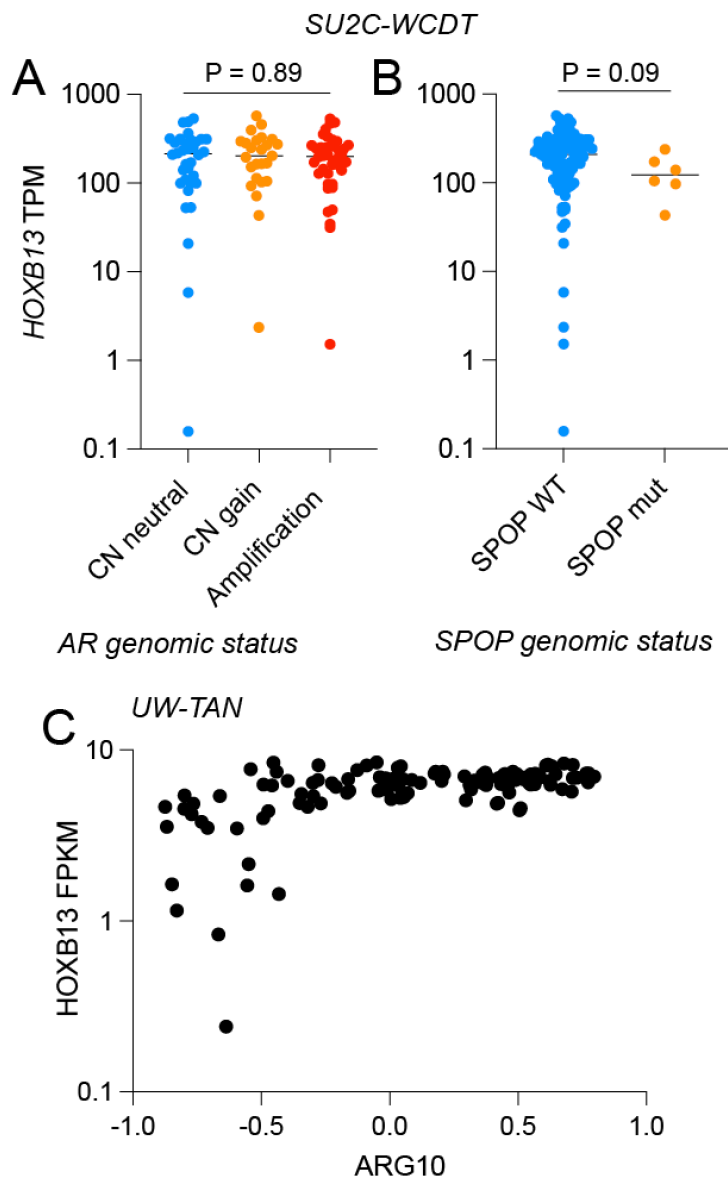 SU2C-WCDT
A
P = 0.89
B
P = 0.09
1000
100
10
1
0.1
HOXB13 TPM
CN neutral
CN gain
Amplification
AR genomic status
1000
100
10
1
0.1
SPOP WT
SPOP mut
SPOP genomic status
C
UW-TAN
10
1
0.1
HOXB13 FPKM
-1.0 -0.5 0.0 0.5 1.0
ARG10